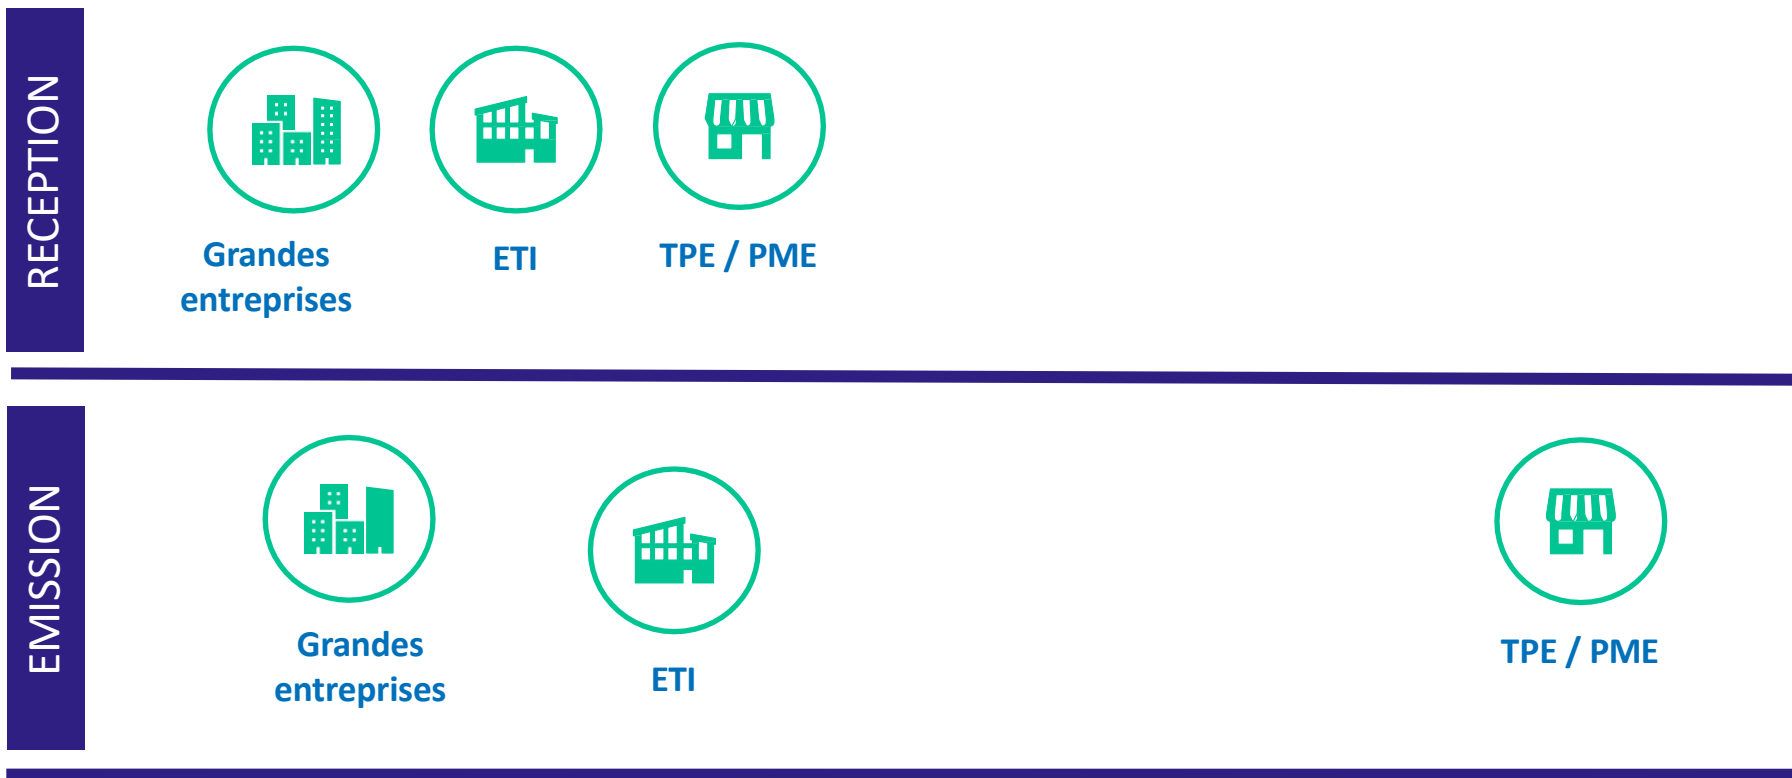 RECEPTION
Grandes
entreprises
ETI
TPE / PME
EMISSION
Grandes
entreprises
ETI
TPE / PME